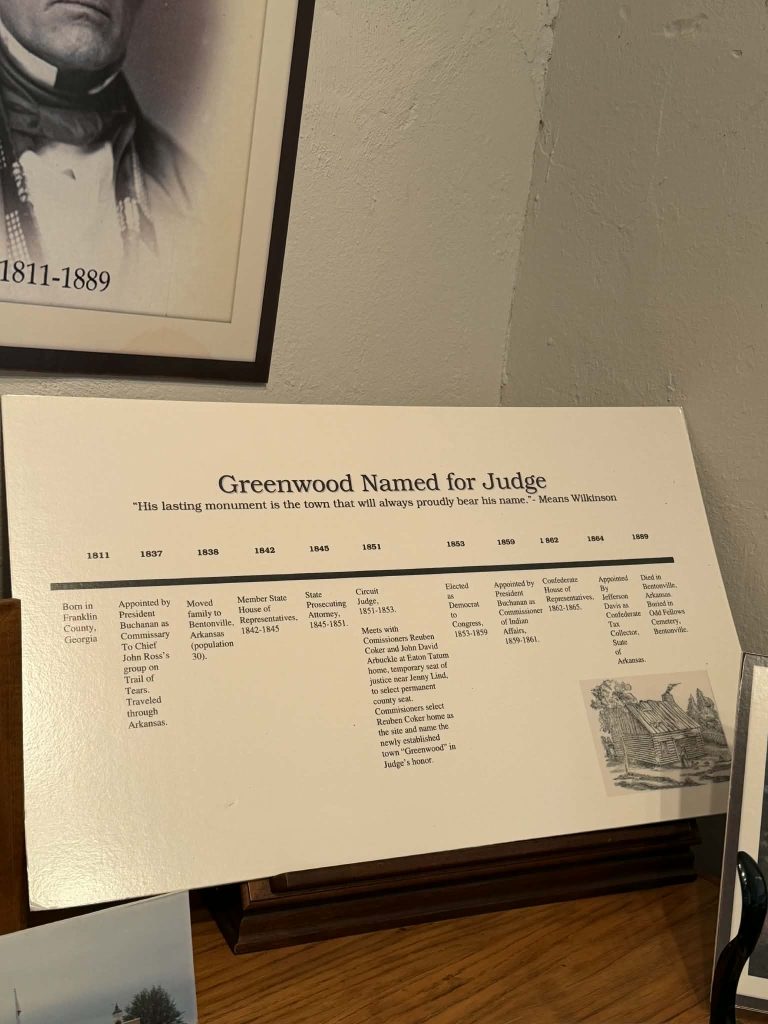 1811-1889
Greenwood Named for Judge
"His lasting monument is the town that will always proudly bear his name."- Means Wilkinson
1811
Born in
Franklin
County,
Georgia
1837
Appointed by
President
Buchanan as
Commissary
To Chief
John Ross's
group on
Trail of
Tears.
Traveled
through
Arkansas.
1838
Moved
family to
Bentonville,
Arkansas
(population
30).
1842
Member State
House of
Representatives.
1842-1845
1845
State
Prosecuting
Attorney,
1845-1851.
1851
Circuit
Judge,
1851-1853.
Meets with
Comissioners Reuben
Coker and John David
Arbuckle at Eaton Tatum
home, temporary seat of
justice near Jenny Lind,
to select permanent
county seat.
Commisioners select
Reuben Coker home as
the site and name the
newly established
town "Greenwood" in
Judge's honor.
1853
Elected
as
Democrat
to
Congress,
1853-1859
1859
Appointed by
President
Buchanan as
Commissioner
of Indian
Affairs,
1859-1861.
1862
Confederate
House of
Representatives,
1862-1865.
1864
Appointed
By
Jefferson
Davis as
Confederate
Tax
Collector,
State
of
Arkansas.
1889
Died in
Bentonville,
Arkansas.
Buried in
Odd Fellows
Cemetery,
Bentonville.